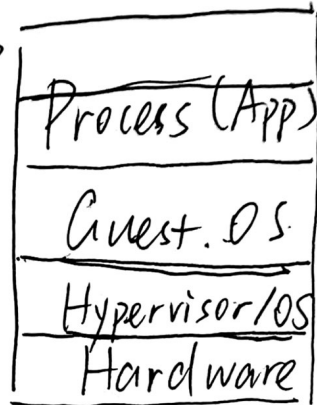 Process (App)
Guest. OS.
Hypervisor/OS
Hardware